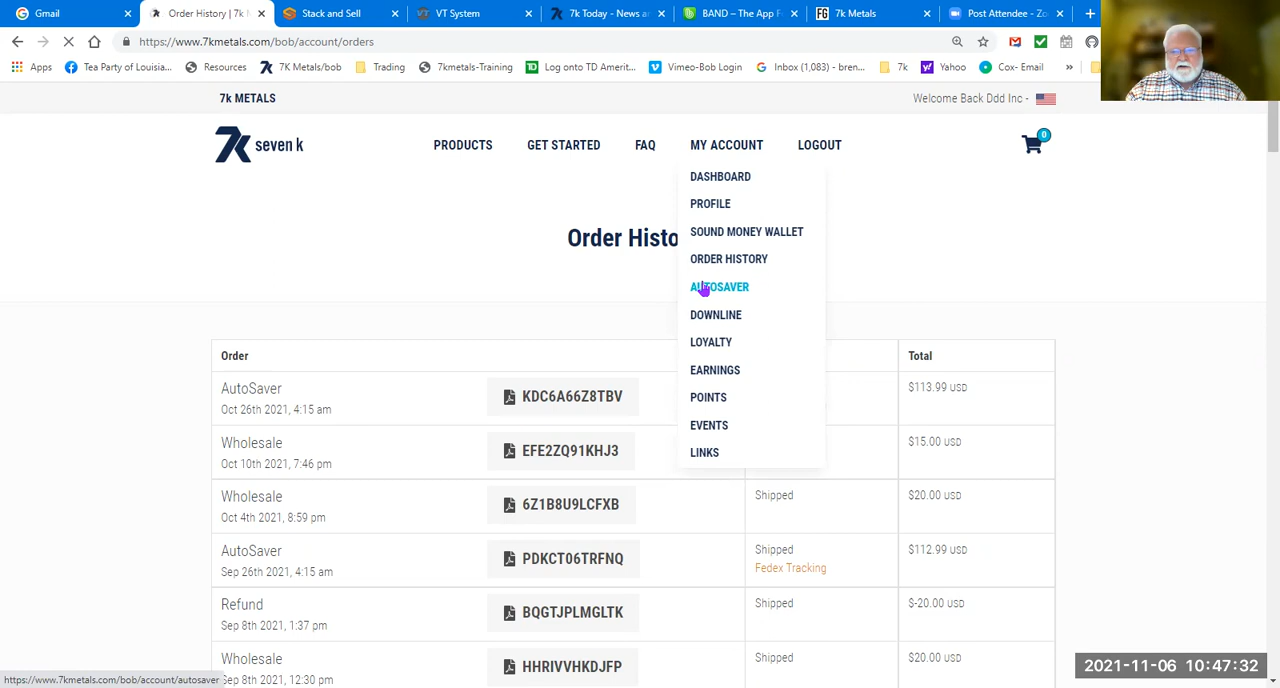 Gmail
Order History | 7k M
Stack and Sell
VT System
7k Today - News a
BAND – The App F
FG 7k Metals
Post Attendee - Zo
https://www.7kmetals.com/bob/account/orders
Apps
Tea Party of Louisia...
Resources
7K Metals/bob
Trading
7kmetals-Training
Log onto TD Amerit...
Vimeo-Bob Login
Inbox (1,083) - bren...
7k
Yahoo
Cox- Email
»
7K METALS
Welcome Back Ddd Inc -
7k seven k
PRODUCTS
GET STARTED
FAQ
MY ACCOUNT
LOGOUT
0
DASHBOARD
PROFILE
SOUND MONEY WALLET
ORDER HISTORY
AUTOSAVER
DOWNLINE
LOYALTY
EARNINGS
POINTS
EVENTS
LINKS
Order Histo
Order
Total
AutoSaver
Oct 26th 2021, 4:15 am
KDC6A66Z8TBV
$113.99 USD
Wholesale
Oct 10th 2021, 7:46 pm
EFE2ZQ91KHJ3
$15.00 USD
Wholesale
Oct 4th 2021, 8:59 pm
6Z1B8U9LCFXB
Shipped
$20.00 USD
AutoSaver
Sep 26th 2021, 4:15 am
PDKCT06TRFNQ
Shipped
Fedex Tracking
$112.99 USD
Refund
Sep 8th 2021, 1:37 pm
BQGTJPLMGLTK
Shipped
$-20.00 USD
Wholesale
Sep 8th 2021, 12:30 pm
HHRIVVHKDJFP
Shipped
$20.00 USD
https://www.7kmetals.com/bob/account/autosaver
2021-11-06 10:47:32